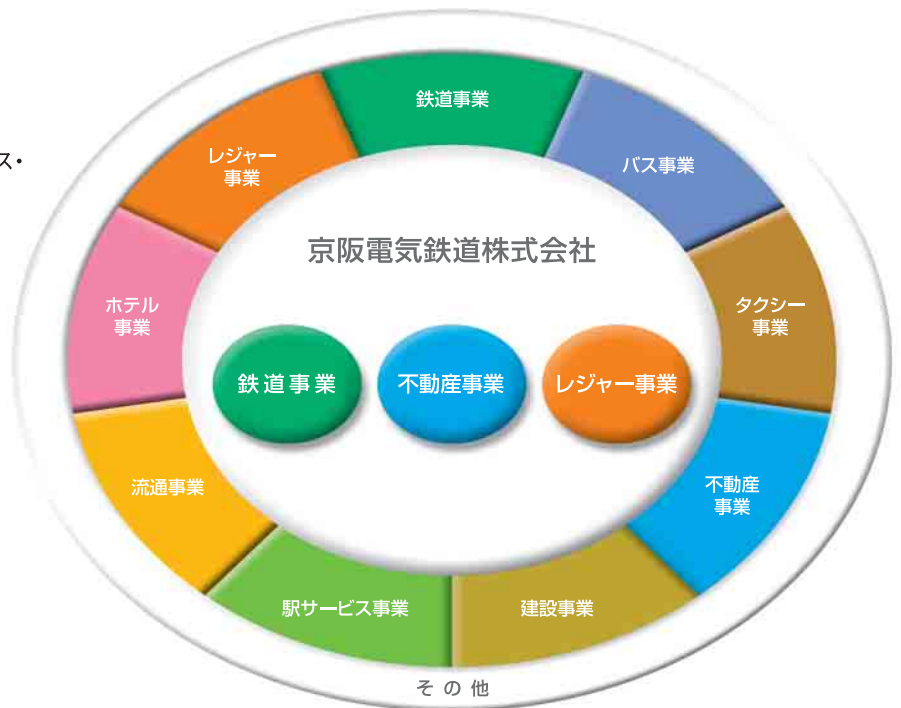 ス・
鉄道事業
バス事業
タクシー
事業
不動産
事業
建設事業
駅サービス事業
流通事業
ホテル
事業
レジャー
事業
京阪電気鉄道株式会社
鉄道事業
不動産事業
レジャー事業
その他